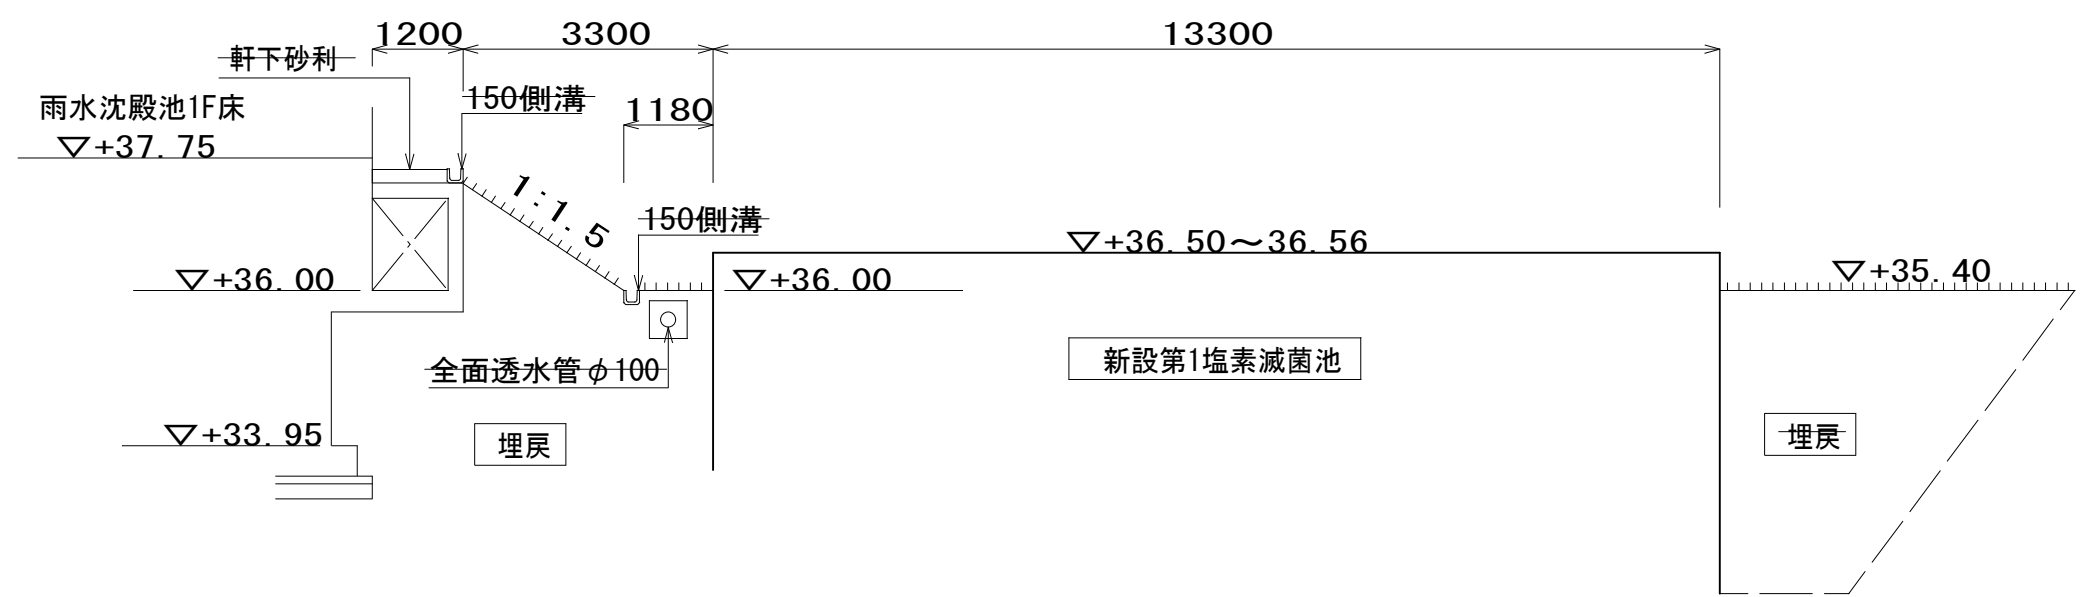 1200
3300
13300
軒下砂利
150側溝
1180
雨水沈殿池1F床
▽+37.75
1:1.5
150側溝
▽+36.50～36.56
▽+36.00
▽+36.00
▽+35.40
全面透水管φ100
新設第1塩素滅菌池
▽+33.95
埋戻
埋戻